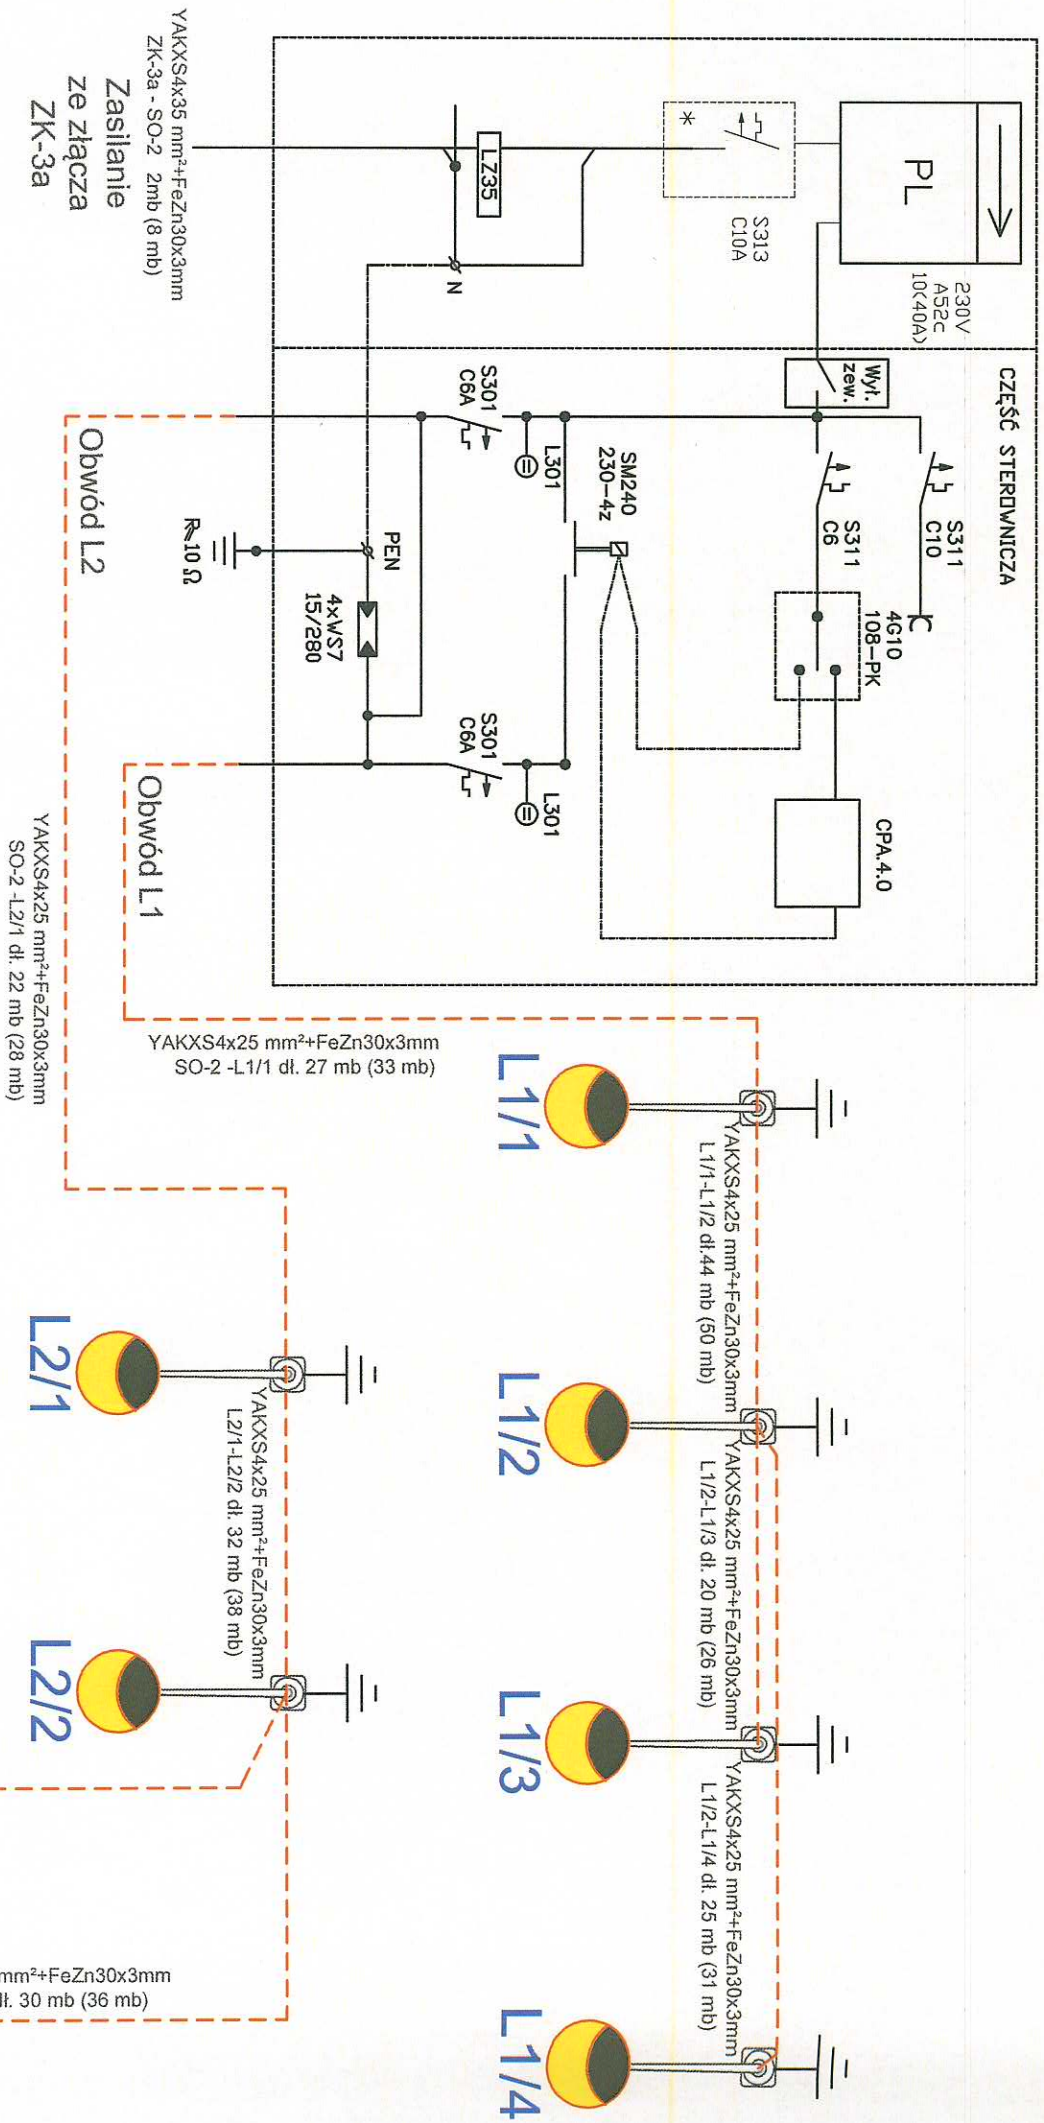 CZĘŚĆ STEROWNICZA
PL
230V
A52c
10(40A)
S313
C10A
*
Wył.
zew.
S311
C10
S311
C6
4G10
108-PK
CPA.4.0
SM240
230-4z
LZ35
N
S301
C6A
L301
S301
C6A
L301
PEN
4xWS7
15/280
R≤10 Ω
YAKXS4x35 mm²+FeZn30x3mm
ZK-3a - SO-2 2mb (8 mb)
Zasilanie
ze złącza
ZK-3a
Obwód L2
Obwód L1
YAKXS4x25 mm²+FeZn30x3mm
SO-2 -L2/1 dł. 22 mb (28 mb)
YAKXS4x25 mm²+FeZn30x3mm
SO-2 -L1/1 dł. 27 mb (33 mb)
L1/1
YAKXS4x25 mm²+FeZn30x3mm
L1/1-L1/2 dł.44 mb (50 mb)
L1/2
YAKXS4x25 mm²+FeZn30x3mm
L1/2-L1/3 dł. 20 mb (26 mb)
L1/3
YAKXS4x25 mm²+FeZn30x3mm
L1/2-L1/4 dł. 25 mb (31 mb)
L1/4
L2/1
YAKXS4x25 mm²+FeZn30x3mm
L2/1-L2/2 dł. 32 mb (38 mb)
L2/2
mm²+FeZn30x3mm
dł. 30 mb (36 mb)